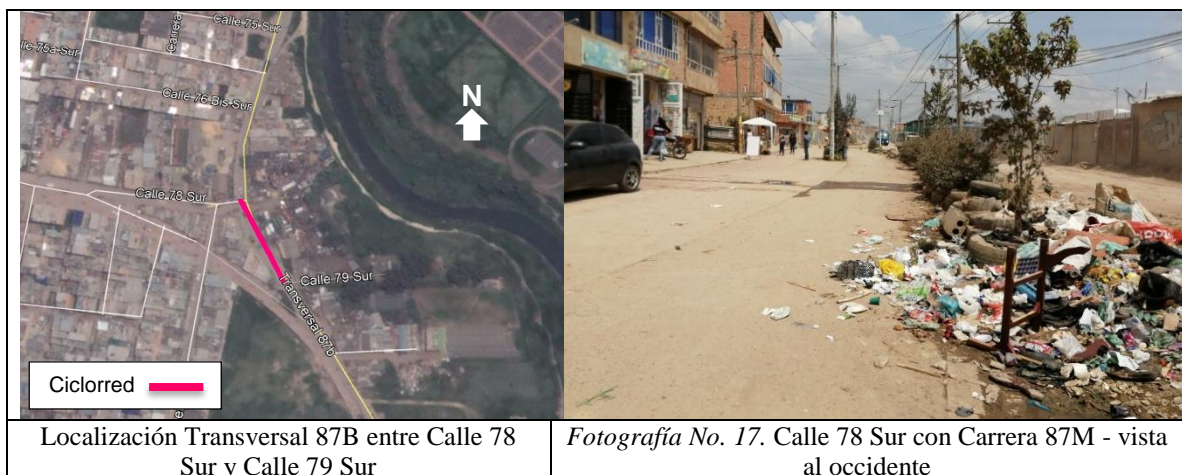 Calle 75 Sur
Carrera
lle 75a Sur
Calle 76 Bis Sur
N
Calle 78 Sur
Calle 79 Sur
Transversal 87b
Ciclorred
Localización Transversal 87B entre Calle 78
Sur y Calle 79 Sur
Fotografía No. 17. Calle 78 Sur con Carrera 87M - vista
al occidente